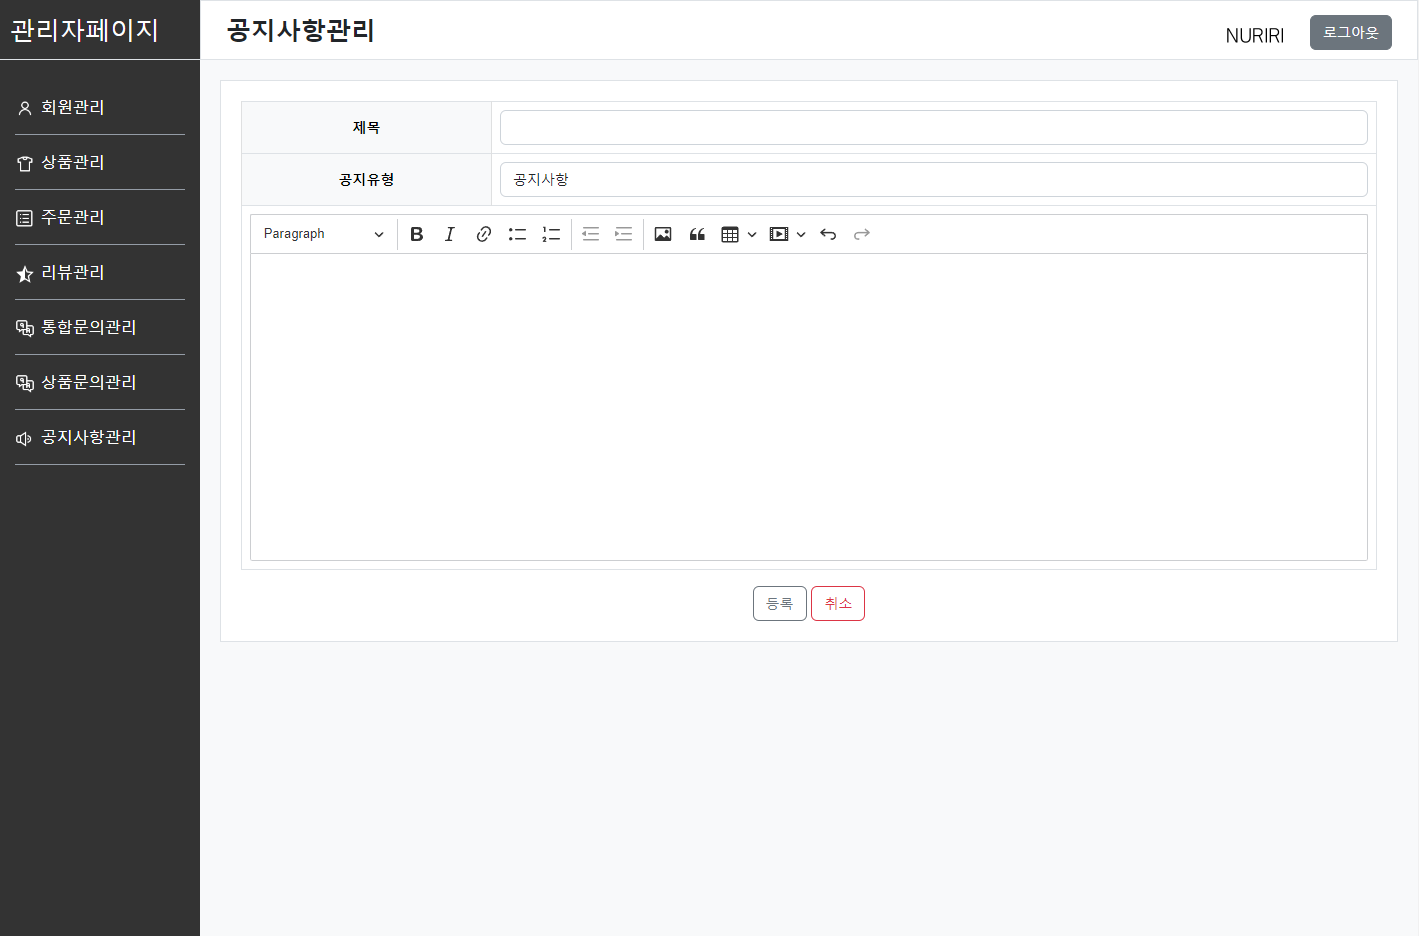 관리자페이지
공지사항관리
NURIRI
로그아웃
회원관리
상품관리
주문관리
리뷰관리
통합문의관리
상품문의관리
공지사항관리
제목
공지유형
공지사항
Paragraph
등록
취소